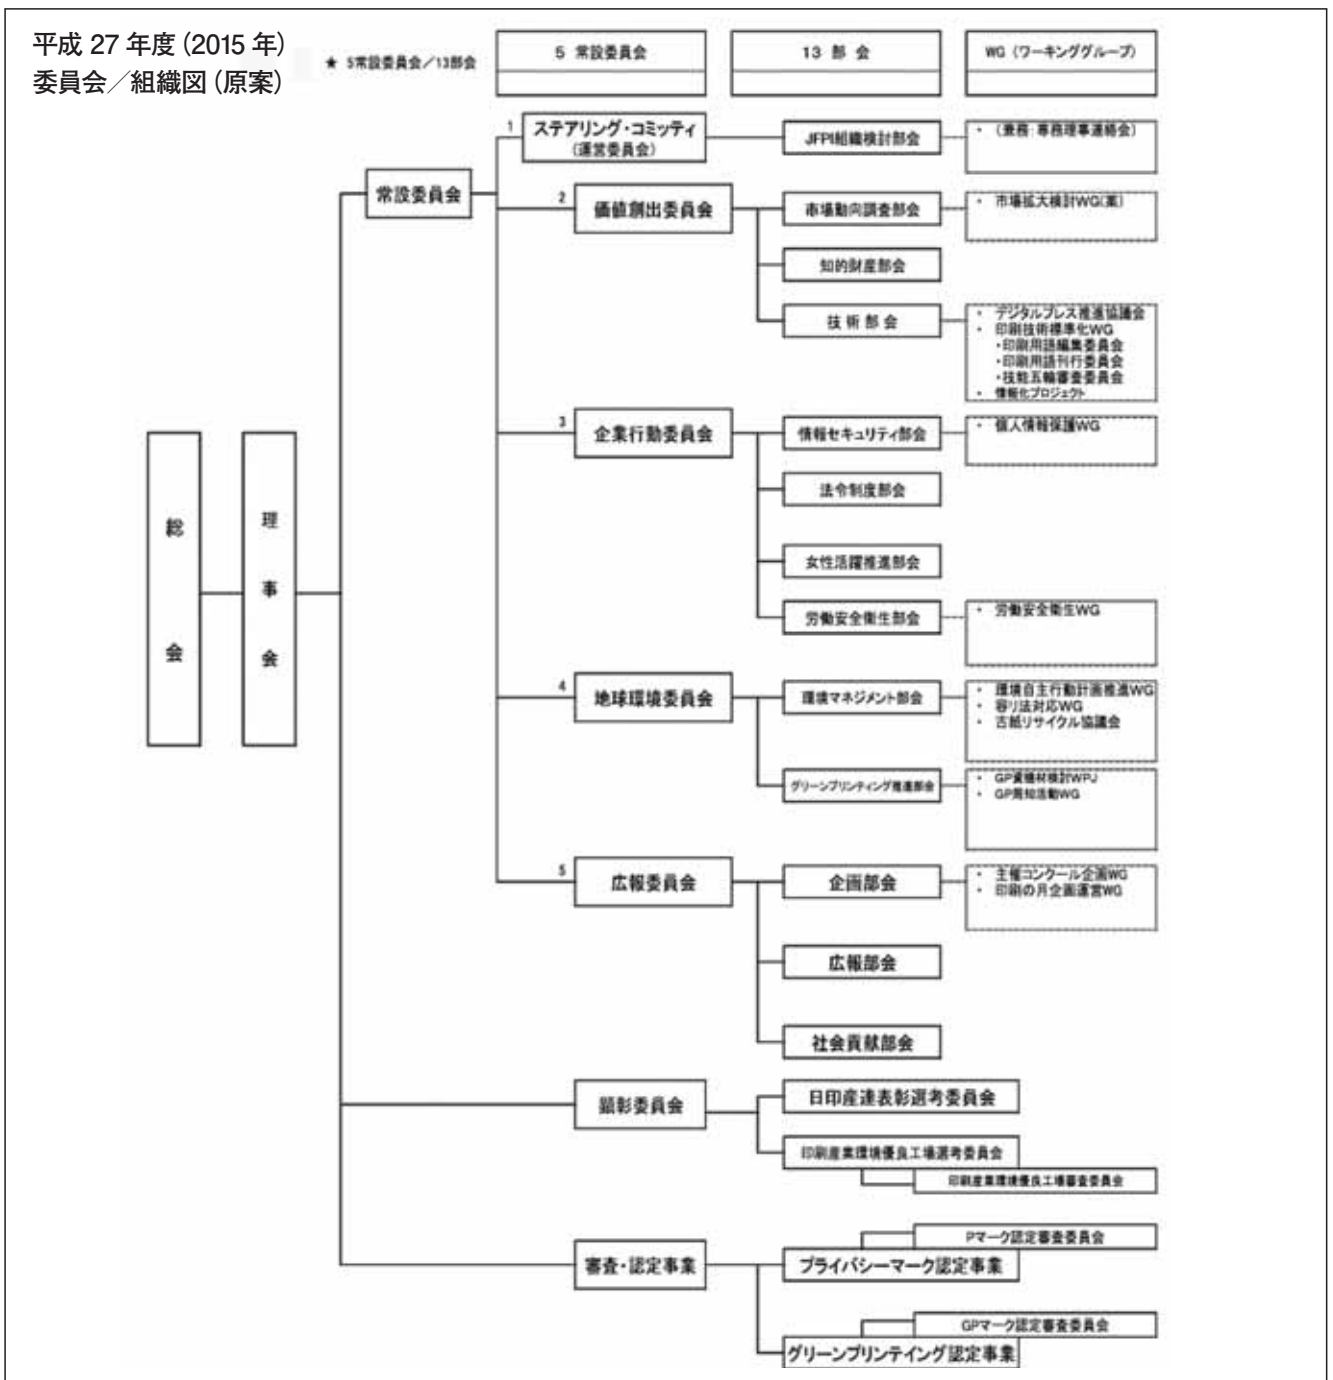 平成 27 年度 (2015 年)
委員会／組織図 (原案)
★ 5常設委員会／13部会
5 常設委員会
13 部 会
WG (ワーキンググループ)
総会
理事会
常設委員会
1
ステアリング・コミッティ
(運営委員会)
JFPI組織検討部会
・ (兼務：専務理事連絡会)
2
価値創出委員会
市場動向調査部会
・ 市場拡大検討WG(案)
知的財産部会
技 術 部 会
・ デジタルプレス推進協議会
・ 印刷技術標準化WG
・印刷用語編集委員会
・印刷用語刊行委員会
・技能五輪審査委員会
・ 情報化プロジェクト
3
企業行動委員会
情報セキュリティ部会
・ 個人情報保護WG
法令制度部会
女性活躍推進部会
労働安全衛生部会
・ 労働安全衛生WG
4
地球環境委員会
環境マネジメント部会
・ 環境自主行動計画推進WG
・ 容リ法対応WG
・ 古紙リサイクル協議会
グリーンプリンティング推進部会
・ GP資機材検討WPJ
・ GP周知活動WG
5
広報委員会
企画部会
・ 主催コンクール企画WG
・ 印刷の月企画運営WG
広報部会
社会貢献部会
顕彰委員会
日印産連表彰選考委員会
印刷産業環境優良工場選考委員会
印刷産業環境優良工場審査委員会
審査・認定事業
Pマーク認定審査委員会
プライバシーマーク認定事業
GPマーク認定審査委員会
グリーンプリンテイング認定事業